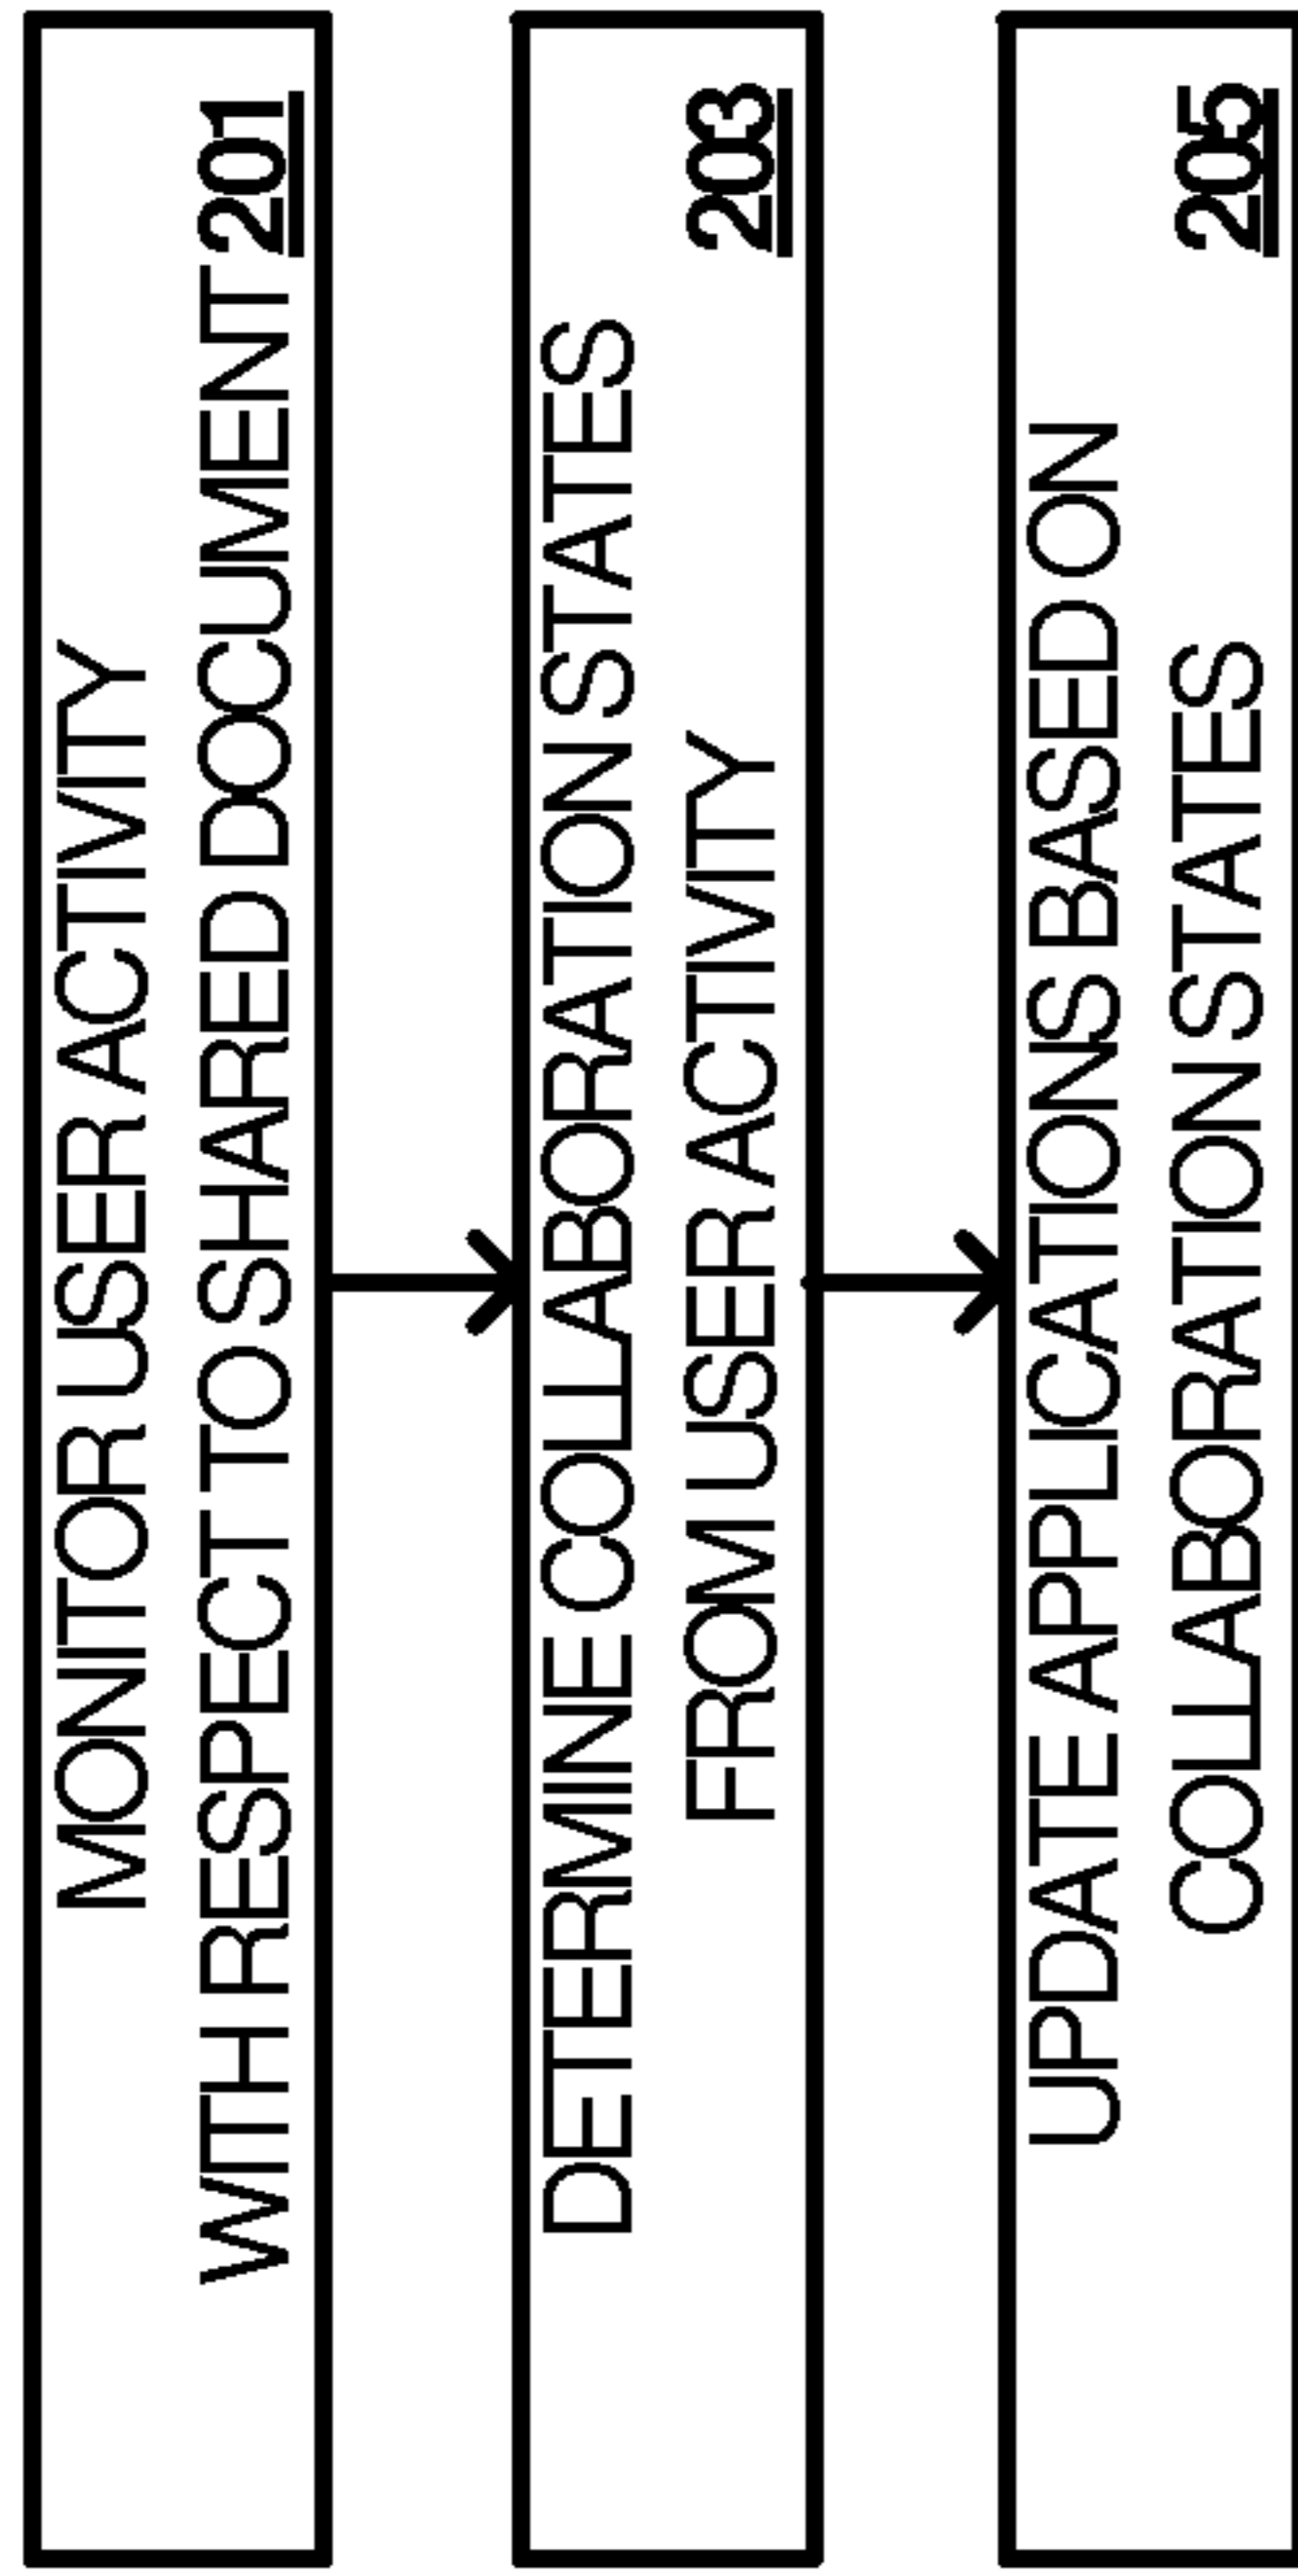 MONITOR USER ACTIVITY
WITH RESPECT TO SHARED DOCUMENT 201
DETERMINE COLLABORATION STATES
FROM USER ACTIVITY 203
UPDATE APPLICATIONS BASED ON
COLLABORATION STATES 205